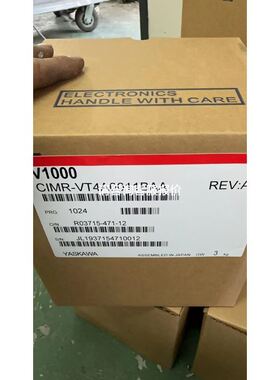 ELECTRONICS
HANDLE WITH CARE
V1000
CIMR-VT4A0011BAA
REV:A
PRG 1024
O/N R03715-471-12
S/N JL1937154710012
YASKAWA ASSEMBLED IN JAPAN GW 3 kg